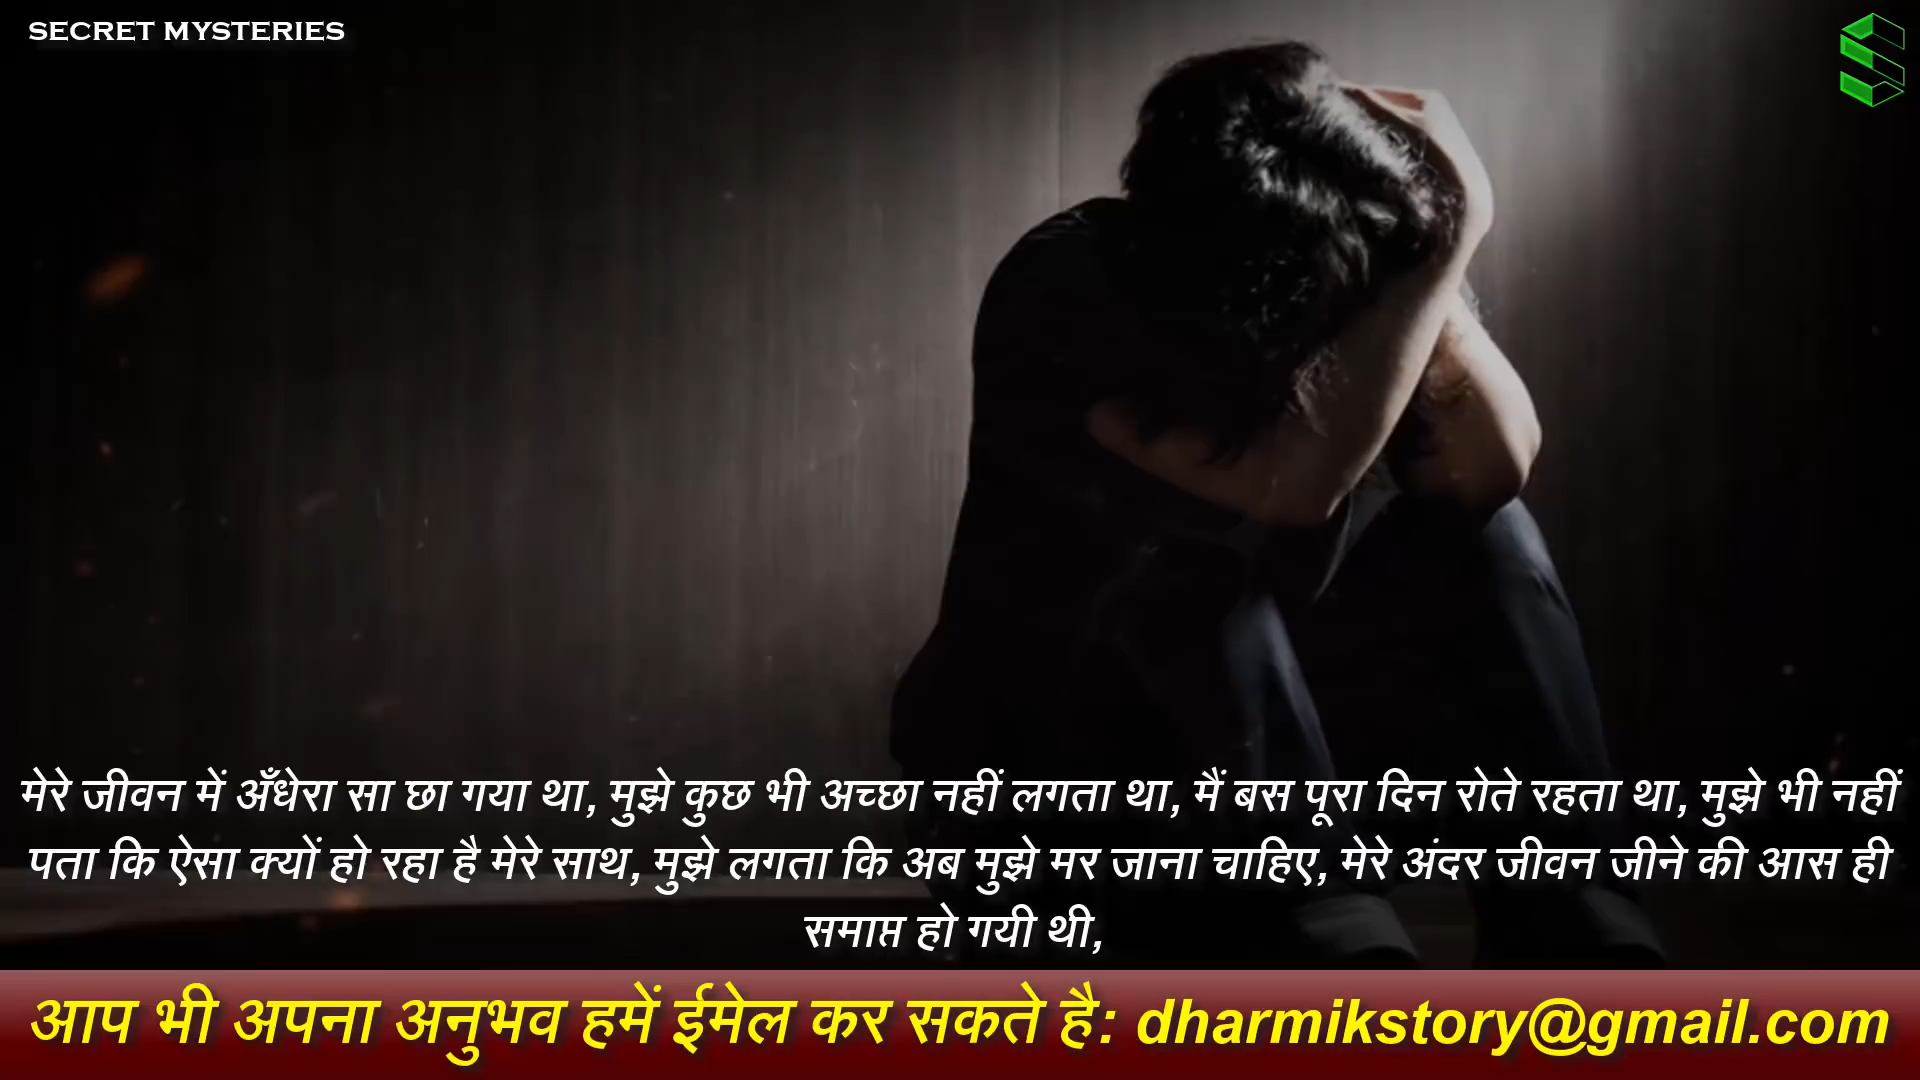 SECRET MYSTERIES
मेरे जीवन में अँधेरा सा छा गया था, मुझे कुछ भी अच्छा नहीं लगता था, मैं बस पूरा दिन रोते रहता था, मुझे भी नहीं
पता कि ऐसा क्यों हो रहा है मेरे साथ, मुझे लगता कि अब मुझे मर जाना चाहिए, मेरे अंदर जीवन जीने की आस ही
समाप्त हो गयी थी,
आप भी अपना अनुभव हमें ईमेल कर सकते है: dharmikstory@gmail.com